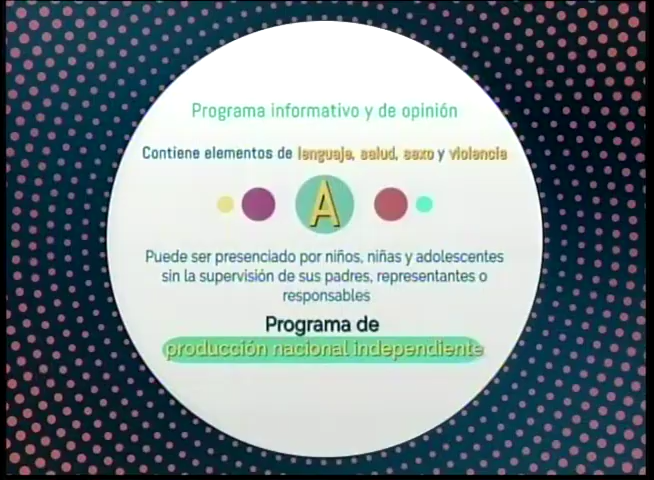 Programa informativo y de opinión
Contiene elementos de lenguaje, salud, sexo y violencia
A
Puede ser presenciado por niños, niñas y adolescentes
sin la supervisión de sus padres, representantes o
responsables
Programa de
producción nacional independiente